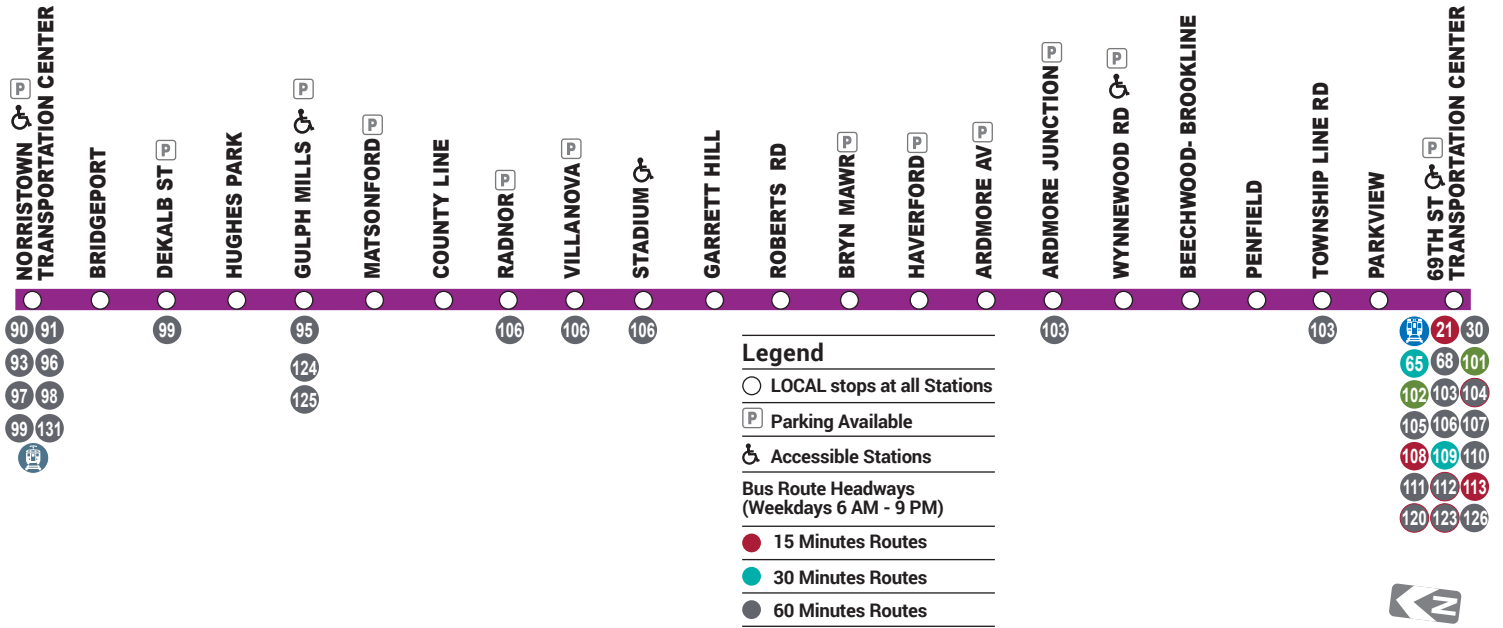 NORRISTOWN
TRANSPORTATION CENTER
P
BRIDGEPORT
DEKALB ST
P
HUGHES PARK
GULPH MILLS
P
MATSONFORD
P
COUNTY LINE
RADNOR
P
VILLANOVA
P
STADIUM
GARRETT HILL
ROBERTS RD
BRYN MAWR
P
HAVERFORD
P
ARDMORE AV
P
ARDMORE JUNCTION
P
WYNNEWOOD RD
P
BEECHWOOD- BROOKLINE
PENFIELD
TOWNSHIP LINE RD
PARKVIEW
69TH ST
P
TRANSPORTATION CENTER
90 91
93 96
97 98
99 131
99
95
124
125
106
106
106
103
103
21 30
65 68 101
102 103 104
105 106 107
108 109 110
111 112 113
120 123 126
Legend
LOCAL stops at all Stations
P Parking Available
Accessible Stations
Bus Route Headways
(Weekdays 6 AM - 9 PM)
15 Minutes Routes
30 Minutes Routes
60 Minutes Routes
N